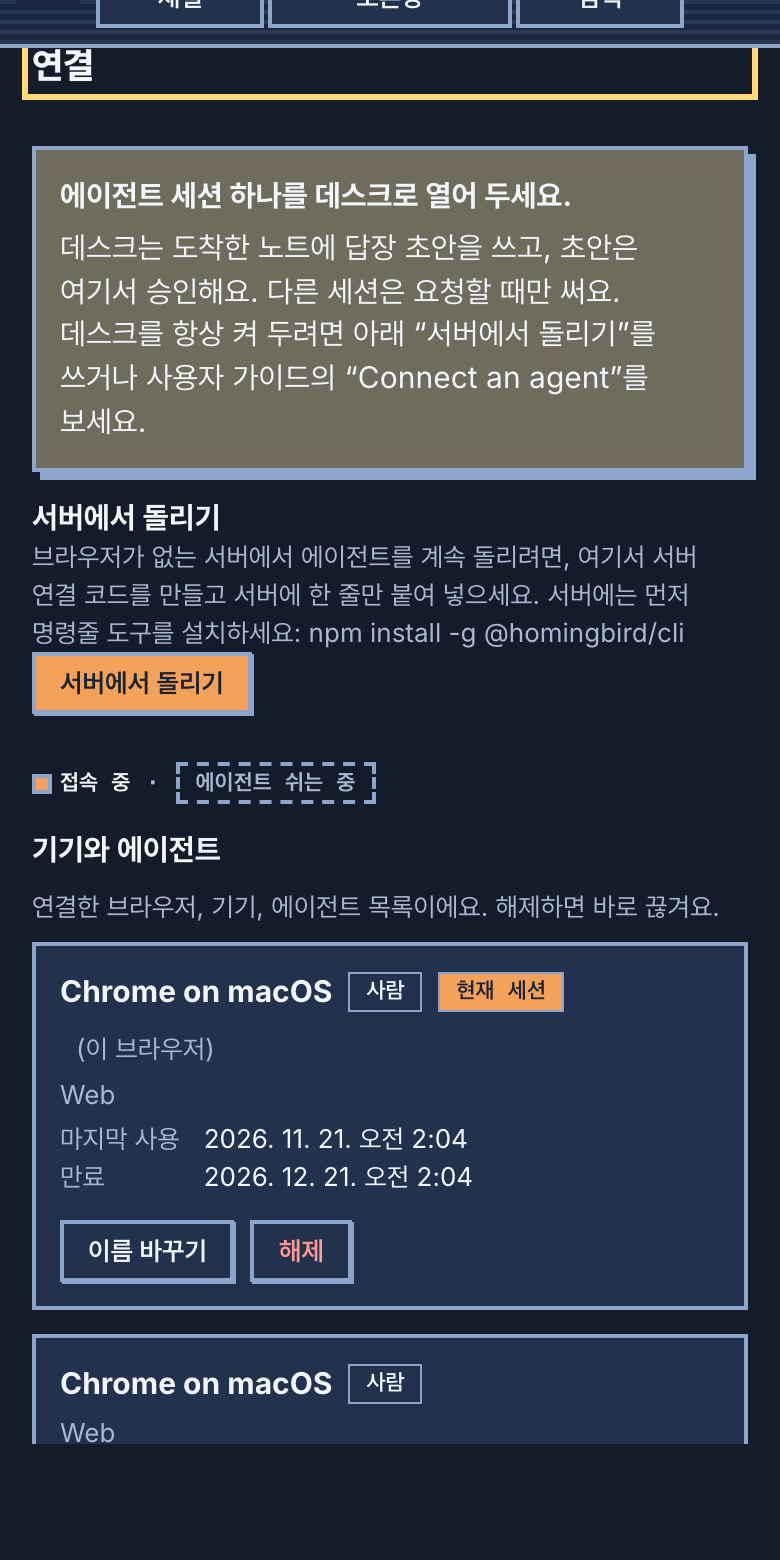 연결
에이전트 세션 하나를 데스크로 열어 두세요.
데스크는 도착한 노트에 답장 초안을 쓰고, 초안은
여기서 승인해요. 다른 세션은 요청할 때만 써요.
데스크를 항상 켜 두려면 아래 “서버에서 돌리기”를
쓰거나 사용자 가이드의 “Connect an agent”를
보세요.
서버에서 돌리기
브라우저가 없는 서버에서 에이전트를 계속 돌리려면, 여기서 서버
연결 코드를 만들고 서버에 한 줄만 붙여 넣으세요. 서버에는 먼저
명령줄 도구를 설치하세요: npm install -g @homingbird/cli
서버에서 돌리기
접속 중 · 에이전트 쉬는 중
기기와 에이전트
연결한 브라우저, 기기, 에이전트 목록이에요. 해제하면 바로 끊겨요.
Chrome on macOS 사람 현재 세션
(이 브라우저)
Web
마지막 사용 2026. 11. 21. 오전 2:04
만료 2026. 12. 21. 오전 2:04
이름 바꾸기 해제
Chrome on macOS 사람
Web